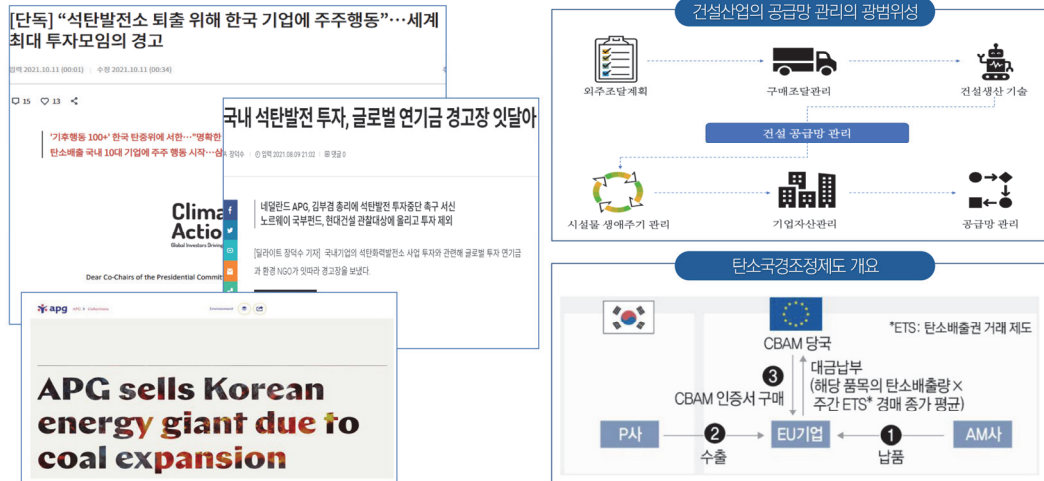 [단독] “석탄발전소 퇴출 위해 한국 기업에 주주행동”…세계
최대 투자모임의 경고
입력 2021.10.11 (00:01) | 수정 2021.10.11 (00:34)
15 13
'기후행동 100+' 한국 탄중위에 서한…"명확한
탄소배출 국내 10대 기업에 주주 행동 시작…삼
Clima
Actio
Global Investors Driving
Dear Co-Chairs of the Presidential Commit
국내 석탄발전 투자, 글로벌 연기금 경고장 잇달아
장덕수 | 입력 2021.08.09 21:02 | 댓글 0
네덜란드 APG, 김부겸 총리에 석탄발전 투자중단 촉구 서신
노르웨이 국부펀드, 현대건설 관찰대상에 올리고 투자 제외
[딜라이트 장덕수 기자] 국내기업의 석탄화력발전소 사업 투자와 관련해 글로벌 투자 연기금
과 환경 NGO가 잇따라 경고장을 보냈다.
apg
APG sells Korean
energy giant due to
coal expansion
건설산업의 공급망 관리의 광범위성
외주조달계획
구매조달관리
건설생산 기술
건설 공급망 관리
시설물 생애주기 관리
기업자산관리
공급망 관리
탄소국경조정제도 개요
*ETS: 탄소배출권 거래 제도
CBAM 당국
3
CBAM 인증서 구매
대금납부
(해당 품목의 탄소배출량×
주간 ETS* 경매 종가 평균)
P사
2
수출
EU기업
1
납품
AM사